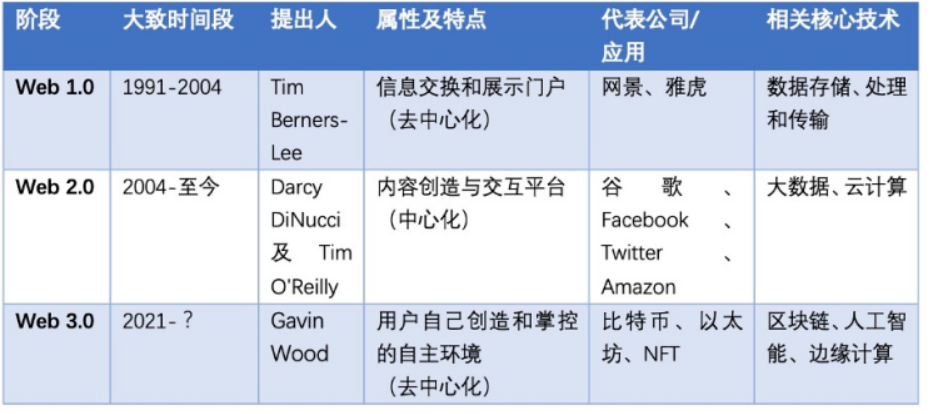 阶段 大致时间段 提出人 属性及特点 代表公司/应用 相关核心技术
Web 1.0 1991-2004 Tim Berners-Lee 信息交换和展示门户（去中心化） 网景、雅虎 数据存储、处理和传输
Web 2.0 2004-至今 Darcy DiNucci 及 Tim O'Reilly 内容创造与交互平台（中心化） 谷歌、Facebook、Twitter、Amazon 大数据、云计算
Web 3.0 2021-？ Gavin Wood 用户自己创造和掌控的自主环境（去中心化） 比特币、以太坊、NFT 区块链、人工智能、边缘计算